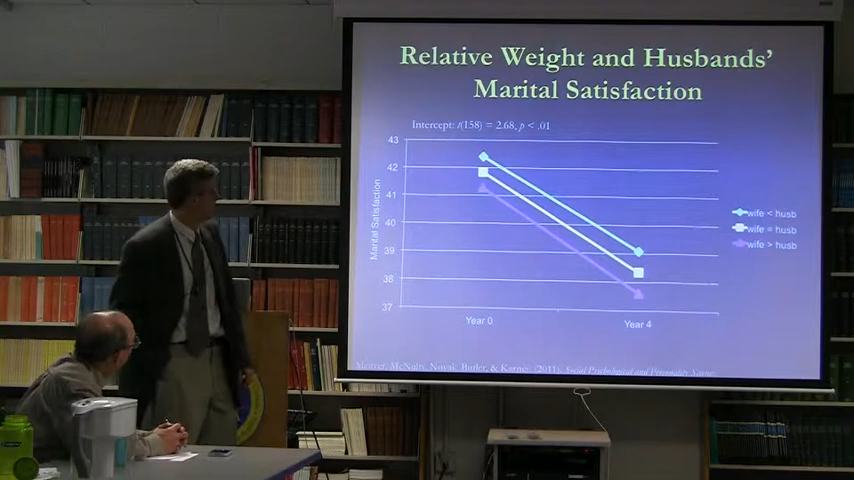 Relative Weight and Husbands'
Marital Satisfaction
Intercept: t(158) = 2.68, p < .01
43
42
41
40
39
38
37
Marital Satisfaction
Year 0
Year 4
wife < husb
wife = husb
wife > husb
McNulty, Novak, Butler, & Karney (2011). Social Psychological and Personality Science